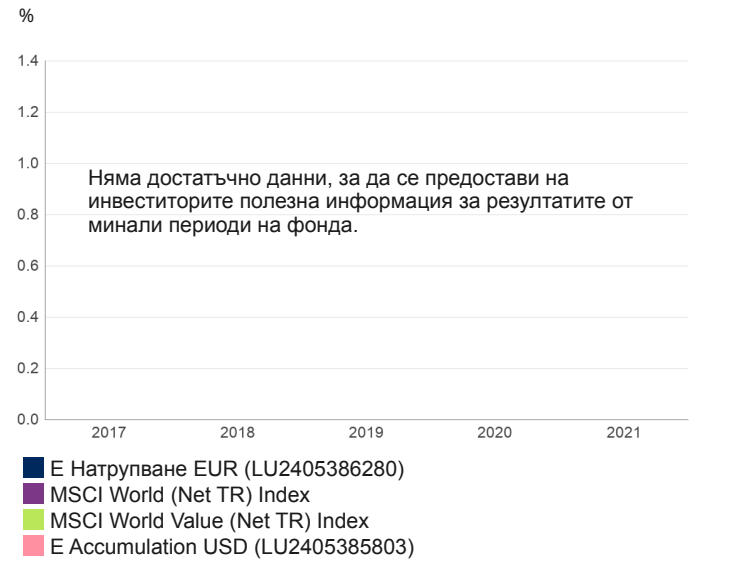 %
1.4
1.2
1.0
Няма достатъчно данни, за да се предостави на
инвеститорите полезна информация за резултатите от
0.8
минали периоди на фонда.
0.6
0.4
0.2
0.0
2017 2018 2019 2020 2021
Е Натрупване EUR (LU2405386280)
MSCI World (Net TR) Index
MSCI World Value (Net TR) Index
E Accumulation USD (LU2405385803)